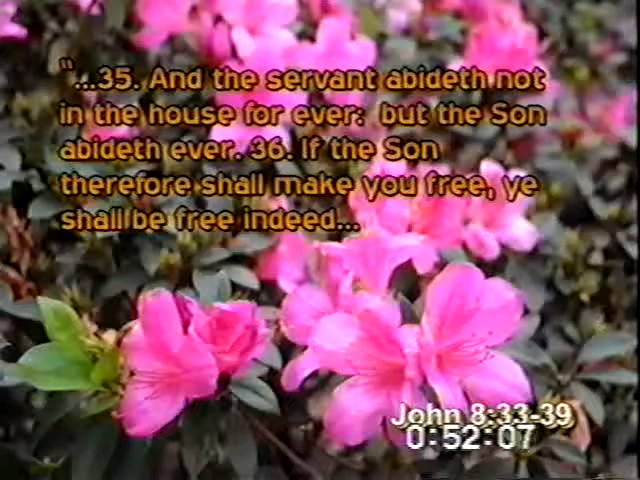 "...35. And the servant abideth not
in the house for ever:  but the Son
abideth ever. 36. If the Son
therefore shall make you free, ye
shall be free indeed...
John 8:33-39
0:52:07